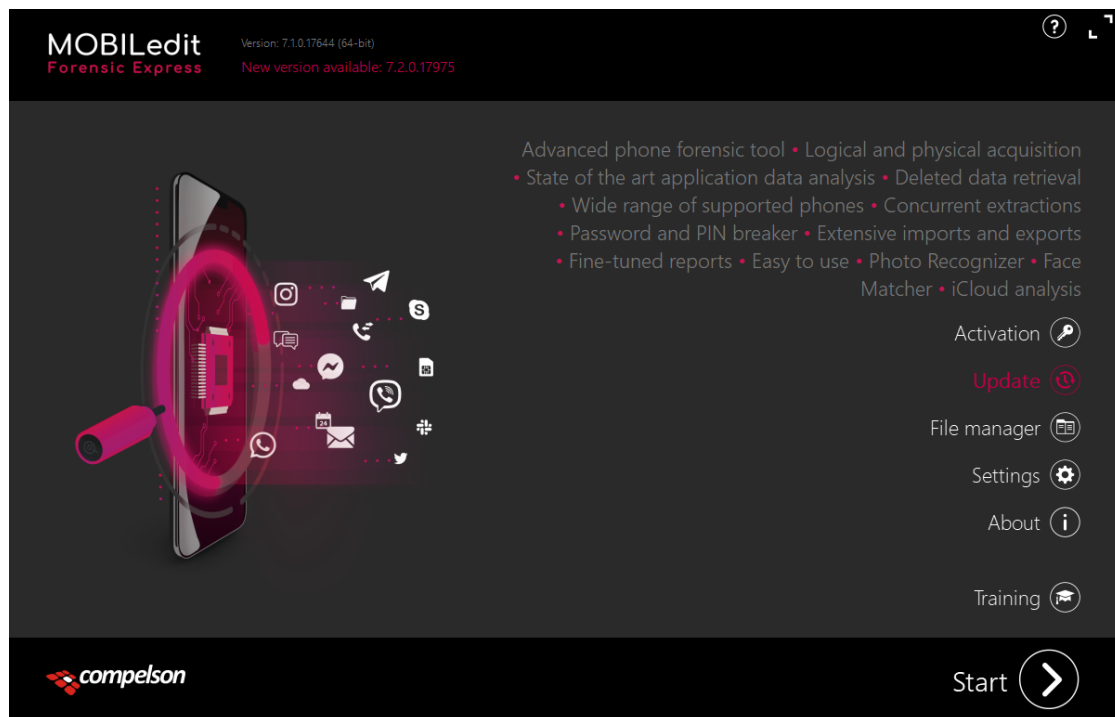 MOBILedit
Forensic Express
Version: 7.1.0.17644 (64-bit)
New version available: 7.2.0.17975
?
Advanced phone forensic tool • Logical and physical acquisition
• State of the art application data analysis • Deleted data retrieval
• Wide range of supported phones • Concurrent extractions
• Password and PIN breaker • Extensive imports and exports
• Fine-tuned reports • Easy to use • Photo Recognizer • Face
Matcher • iCloud analysis
24
Activation
Update
File manager
Settings
About
Training
compelson
Start